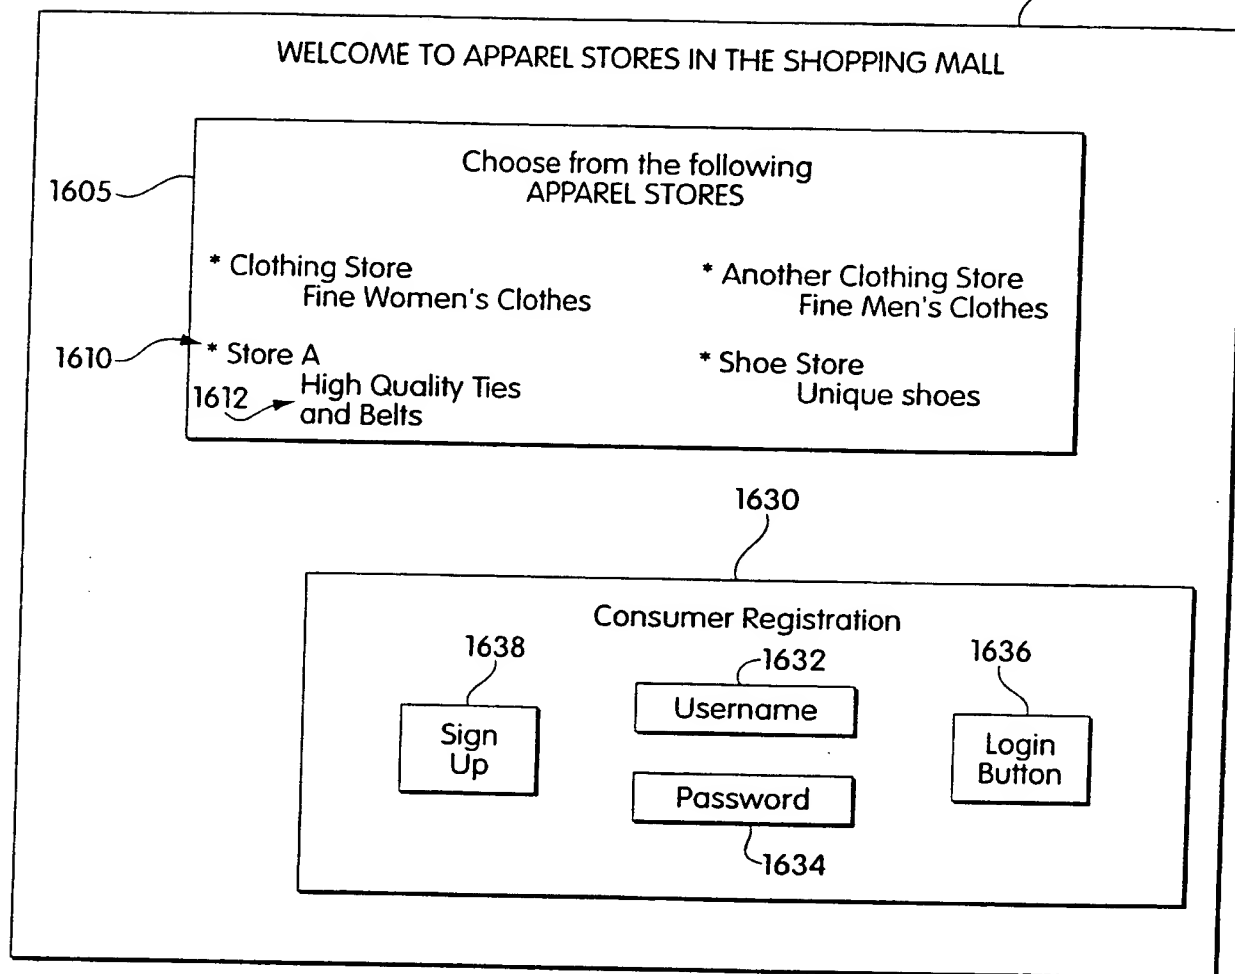 WELCOME TO APPAREL STORES IN THE SHOPPING MALL
1605
Choose from the following
APPAREL STORES
* Clothing Store
Fine Women's Clothes
* Another Clothing Store
Fine Men's Clothes
1610
* Store A
1612
High Quality Ties
and Belts
* Shoe Store
Unique shoes
1630
Consumer Registration
1638
1632
1636
Sign
Up
Username
Login
Button
Password
1634